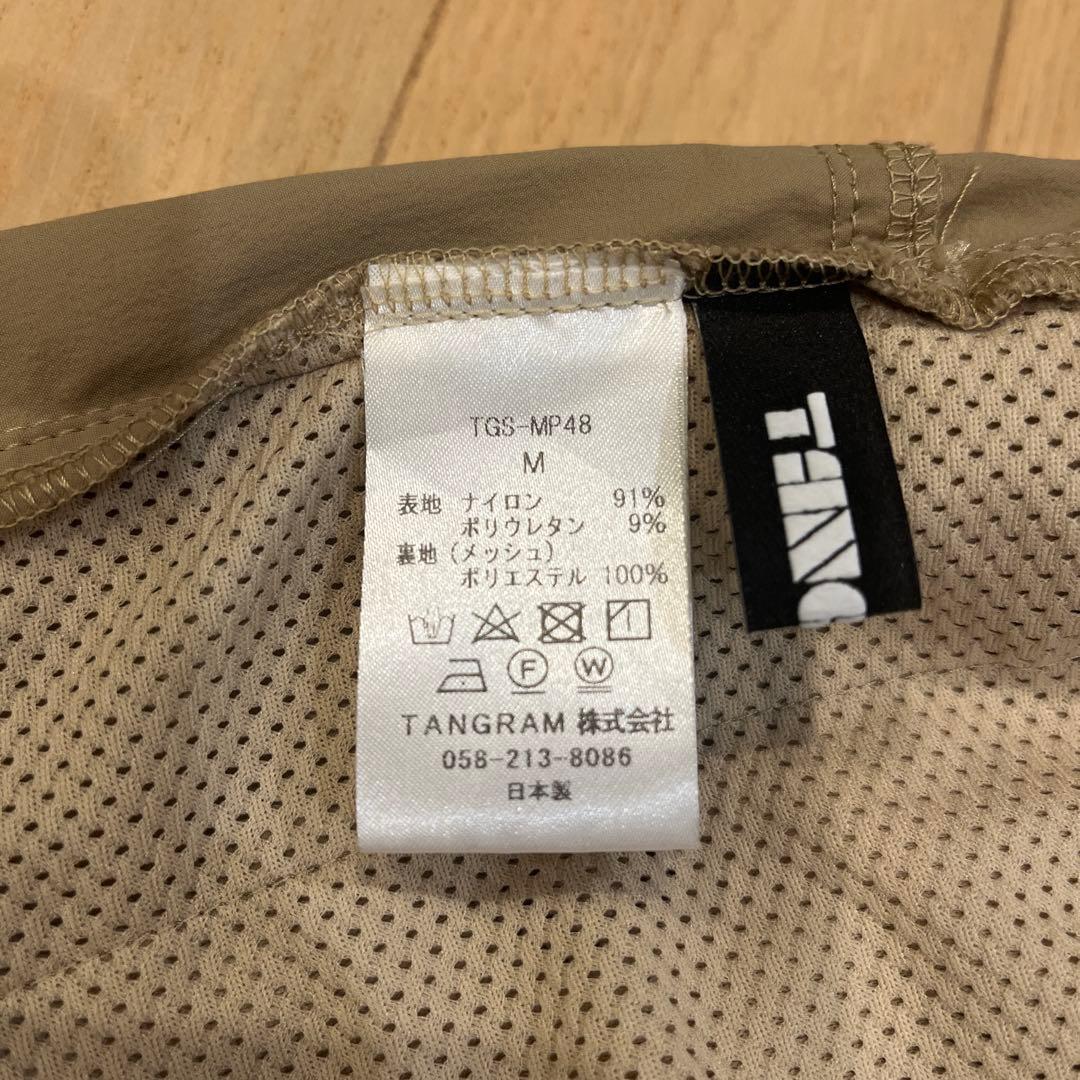 TGS-MP48
M
表地 ナイロン 91%
ポリウレタン 9%
裏地 (メッシュ)
ポリエステル 100%
F W
TANGRAM 株式会社
058-213-8086
日本製